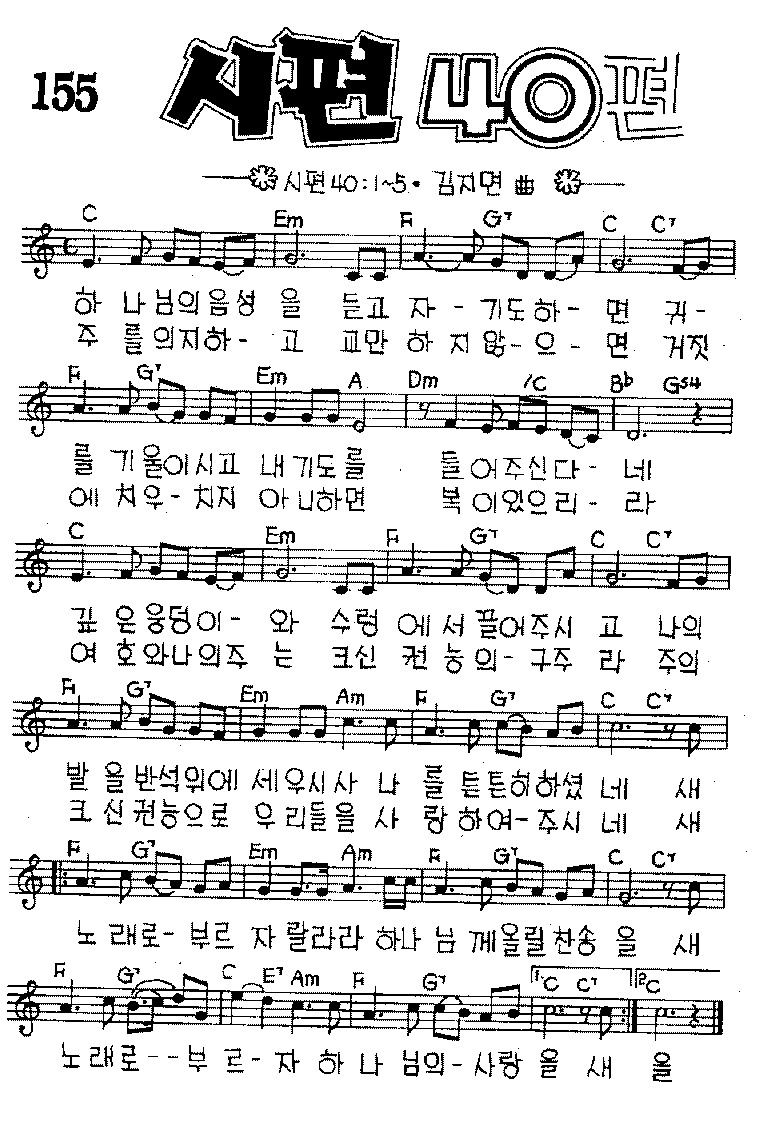 155
시편 40편
시편 40:1~5 · 김지면 曲
C Em F G7 C C7
하 나님의음성 을 듣고 자 - 기도하 - 면 귀 -
주 를의지하 - 고 교만 하 지않 - 으 - 면 거짓
F G7 Em A Dm /C Bb Gs4
를 기울이시고 내기도를 들어주신다 - 네
에 치우 - 치지 아니하면 복이있으리 - 라
C Em F G7 C C7
깊 은웅덩이 - 와 수렁 에서 끌어주시 고 나의
여 호와나의주 는 크신 권능의 - 구주 라 주의
F G7 Em Am F G7 C C7
발 을반석위에 세우시사 나 를 튼튼히하셨 네 새
크 신권능으로 우리들을 사 랑 하여 - 주시 네 새
F G7 Em Am F G7 C C7
노 래로 - 부르 자 랄라라 하나 님 께올릴찬송 을 새
F G7 C E7 Am F G7 1. C C7 2. C
노래로 - - 부 르 - 자 하 나 님의 - 사랑 을 새 을